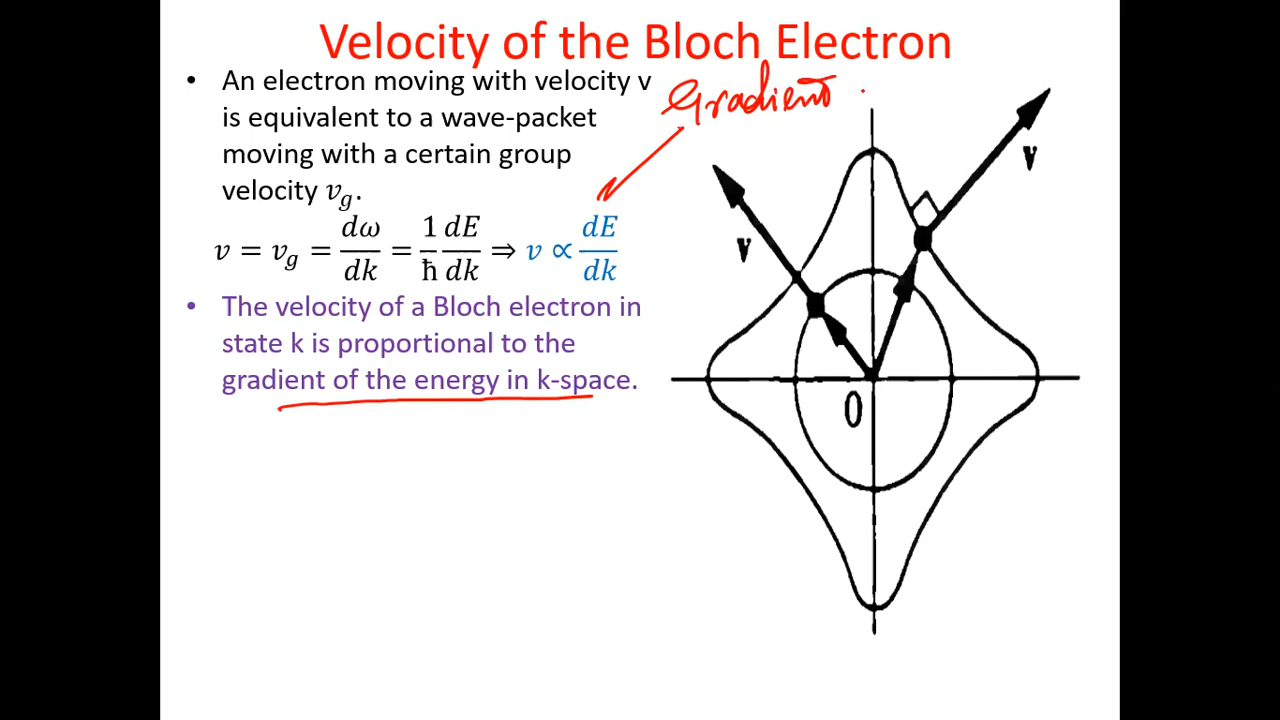 Velocity of the Bloch Electron
• An electron moving with velocity v
is equivalent to a wave-packet
moving with a certain group
velocity v_g.
Gradient
v = v_g = dω/dk = 1/ħ dE/dk ⇒ v ∝ dE/dk
• The velocity of a Bloch electron in
state k is proportional to the
gradient of the energy in k-space.
v
v
O